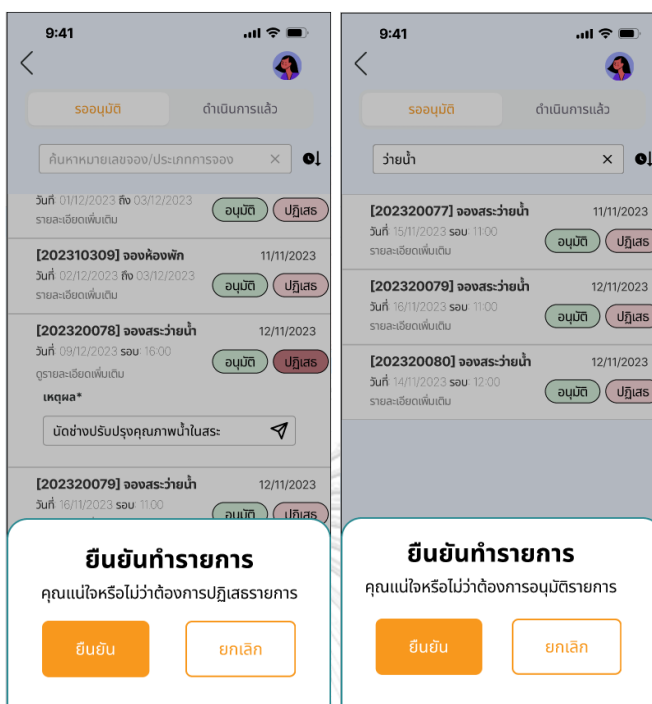 9:41
รออนุมัติ ดำเนินการแล้ว
ค้นหาหมายเลขจอง/ประเภทการจอง
วันที่ 01/12/2023 ถึง 03/12/2023
รายละเอียดเพิ่มเติม
อนุมัติ ปฏิเสธ
[202310309] จองห้องพัก 11/11/2023
วันที่ 02/12/2023 ถึง 03/12/2023
รายละเอียดเพิ่มเติม
อนุมัติ ปฏิเสธ
[202320078] จองสระว่ายน้ำ 12/11/2023
วันที่ 09/12/2023 รอบ 16:00
ดูรายละเอียดเพิ่มเติม
อนุมัติ ปฏิเสธ
เหตุผล*
นัดช่างปรับปรุงคุณภาพน้ำในสระ
[202320079] จองสระว่ายน้ำ 12/11/2023
วันที่ 16/11/2023 รอบ 11:00
อนุมัติ ปฏิเสธ
ยืนยันทำรายการ
คุณแน่ใจหรือไม่ว่าต้องการปฏิเสธรายการ
ยืนยัน ยกเลิก
9:41
รออนุมัติ ดำเนินการแล้ว
ว่ายน้ำ
[202320077] จองสระว่ายน้ำ 11/11/2023
วันที่ 15/11/2023 รอบ 11:00
รายละเอียดเพิ่มเติม
อนุมัติ ปฏิเสธ
[202320079] จองสระว่ายน้ำ 12/11/2023
วันที่ 16/11/2023 รอบ 11:00
รายละเอียดเพิ่มเติม
อนุมัติ ปฏิเสธ
[202320080] จองสระว่ายน้ำ 12/11/2023
วันที่ 14/11/2023 รอบ 12:00
รายละเอียดเพิ่มเติม
อนุมัติ ปฏิเสธ
ยืนยันทำรายการ
คุณแน่ใจหรือไม่ว่าต้องการอนุมัติรายการ
ยืนยัน ยกเลิก